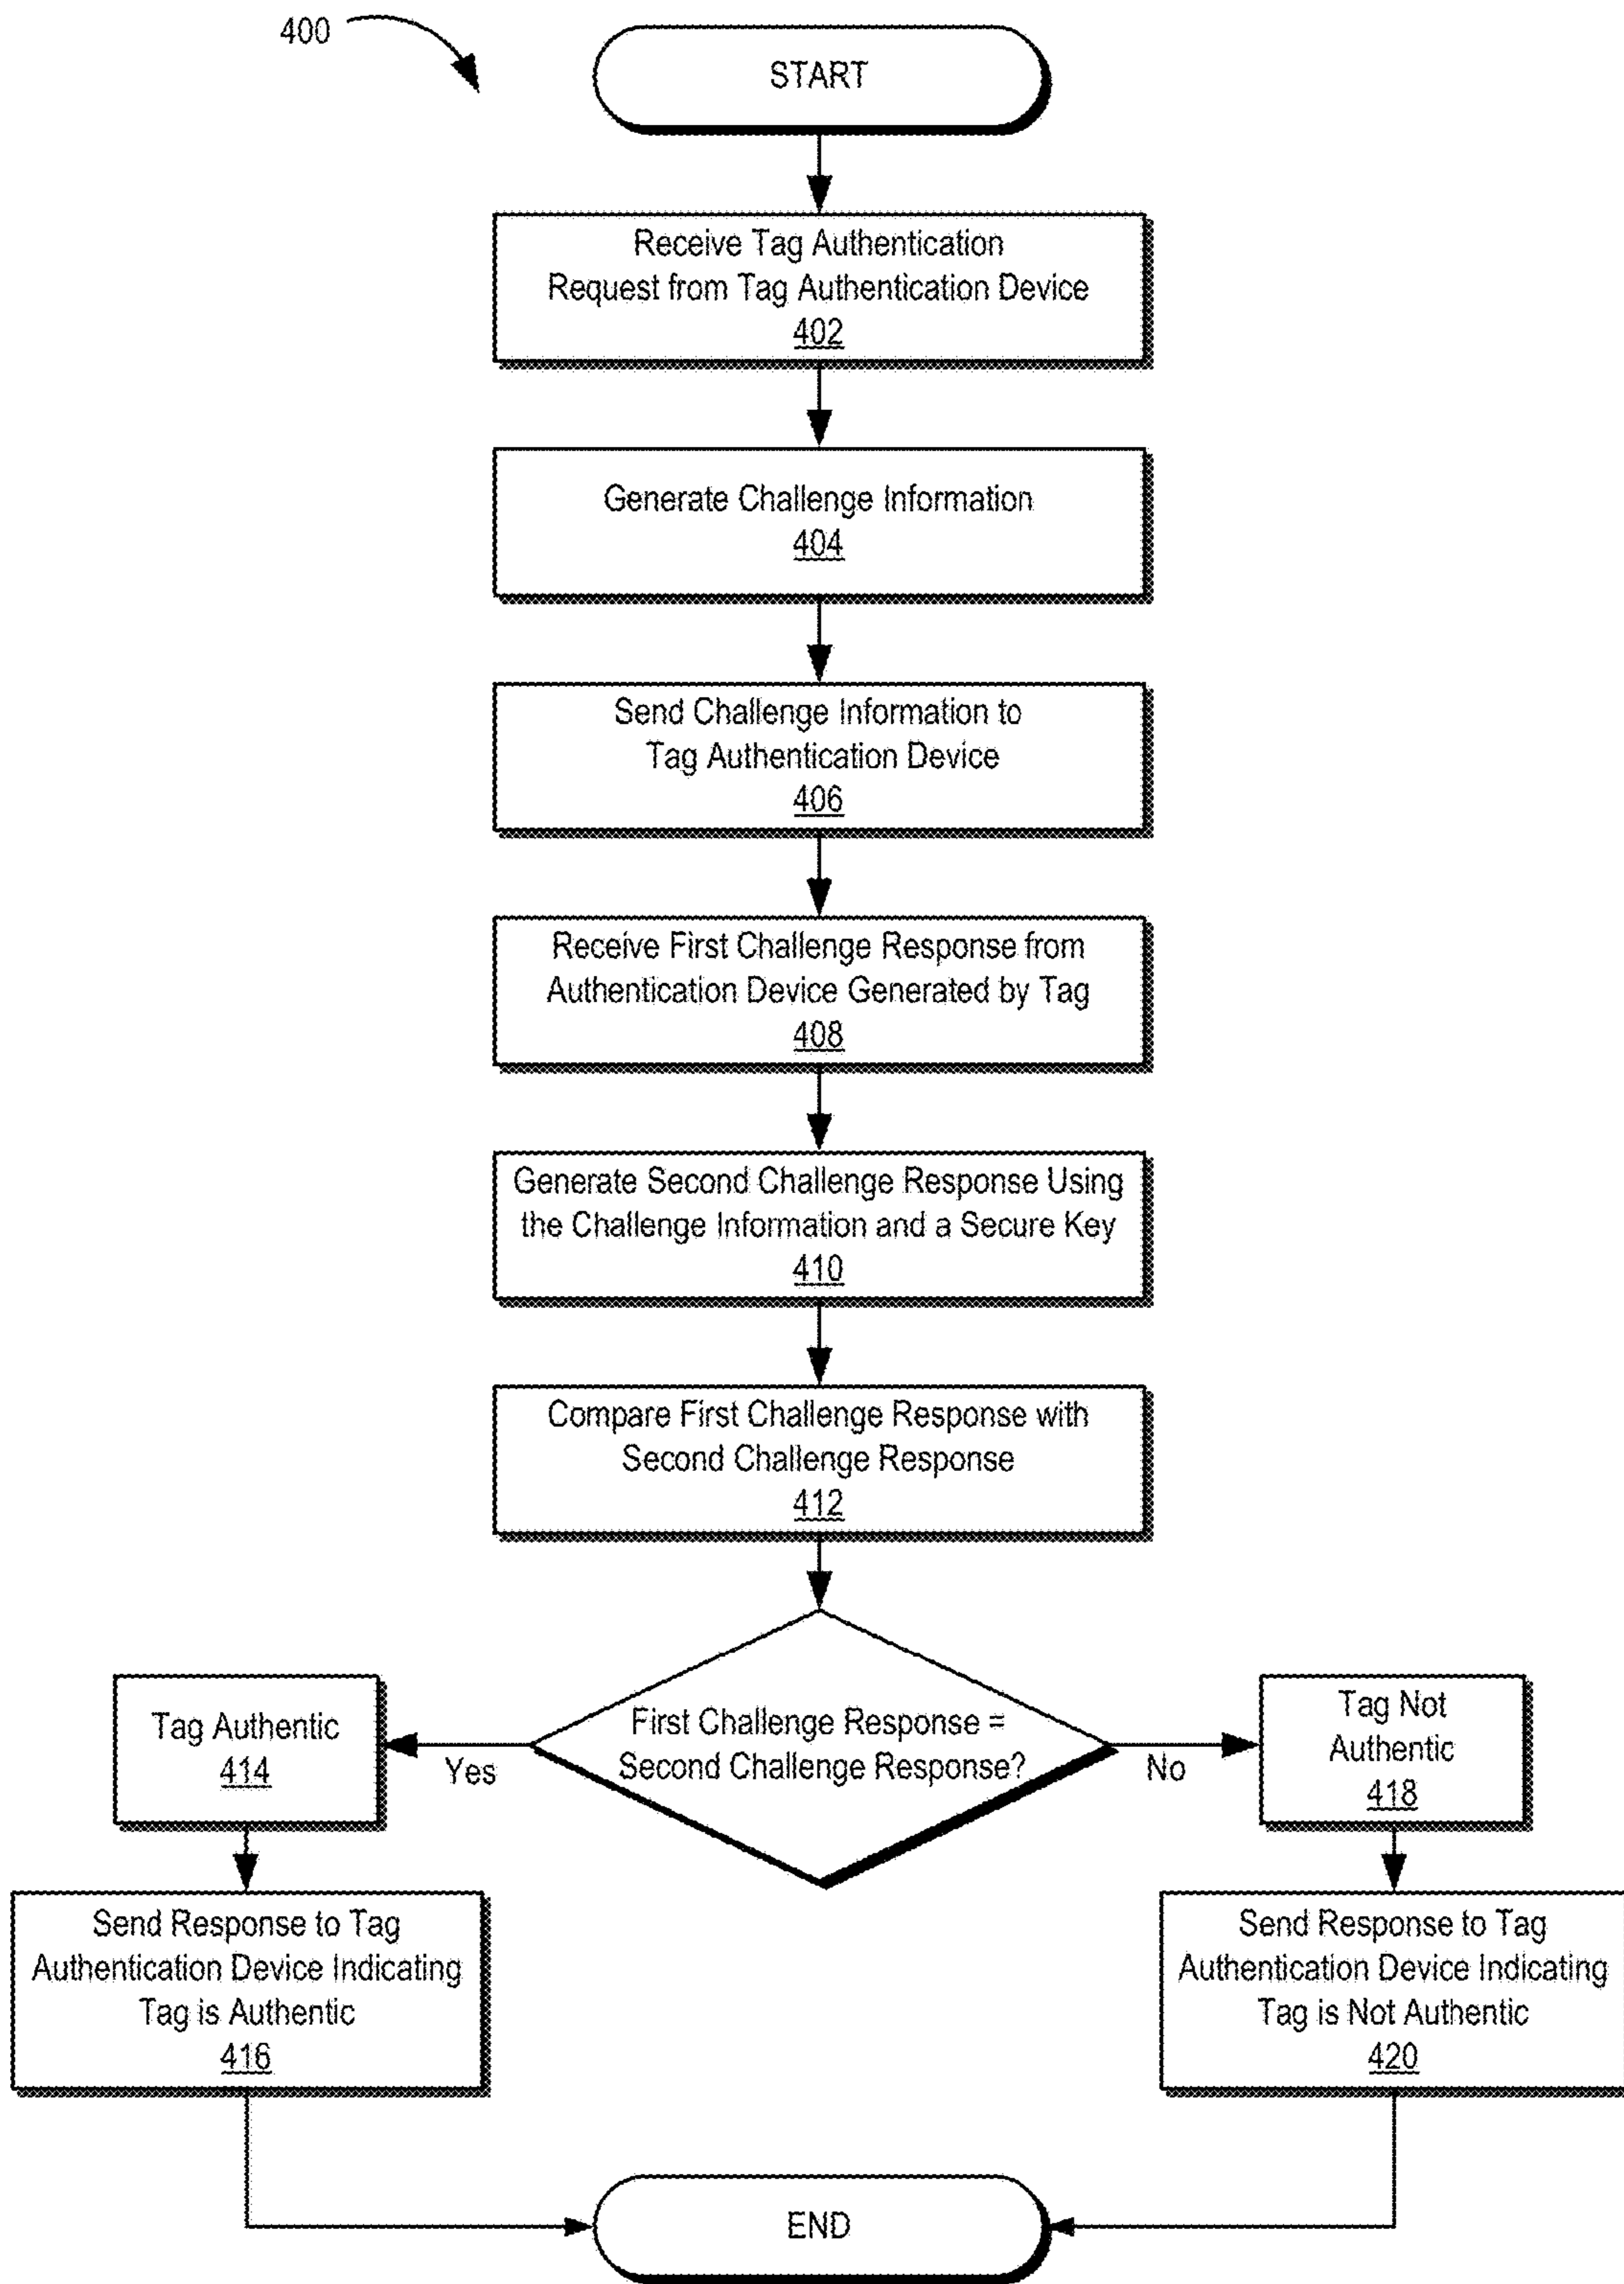 400
START
Receive Tag Authentication
Request from Tag Authentication Device
402
Generate Challenge Information
404
Send Challenge Information to
Tag Authentication Device
406
Receive First Challenge Response from
Authentication Device Generated by Tag
408
Generate Second Challenge Response Using
the Challenge Information and a Secure Key
410
Compare First Challenge Response with
Second Challenge Response
412
First Challenge Response =
Second Challenge Response?
Yes
No
Tag Authentic
414
Tag Not
Authentic
418
Send Response to Tag
Authentication Device Indicating
Tag is Authentic
416
Send Response to Tag
Authentication Device Indicating
Tag is Not Authentic
420
END